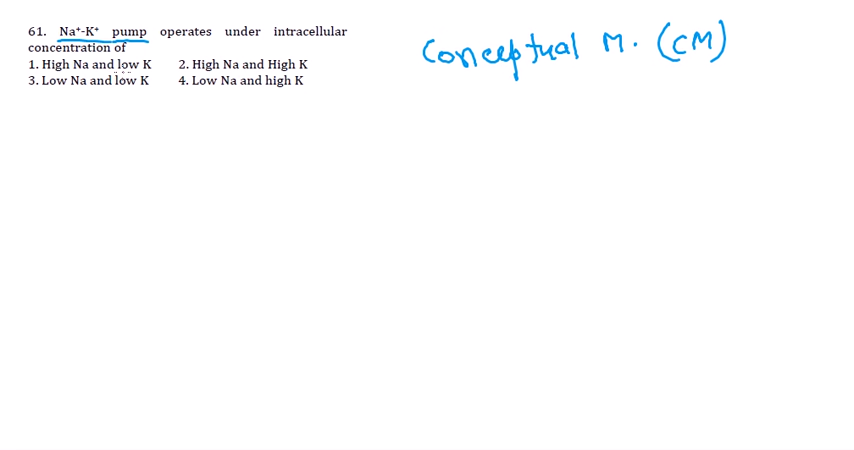 61. Na⁺-K⁺ pump operates under intracellular
concentration of
1. High Na and low K 2. High Na and High K
3. Low Na and low K 4. Low Na and high K
Conceptual M. (CM)